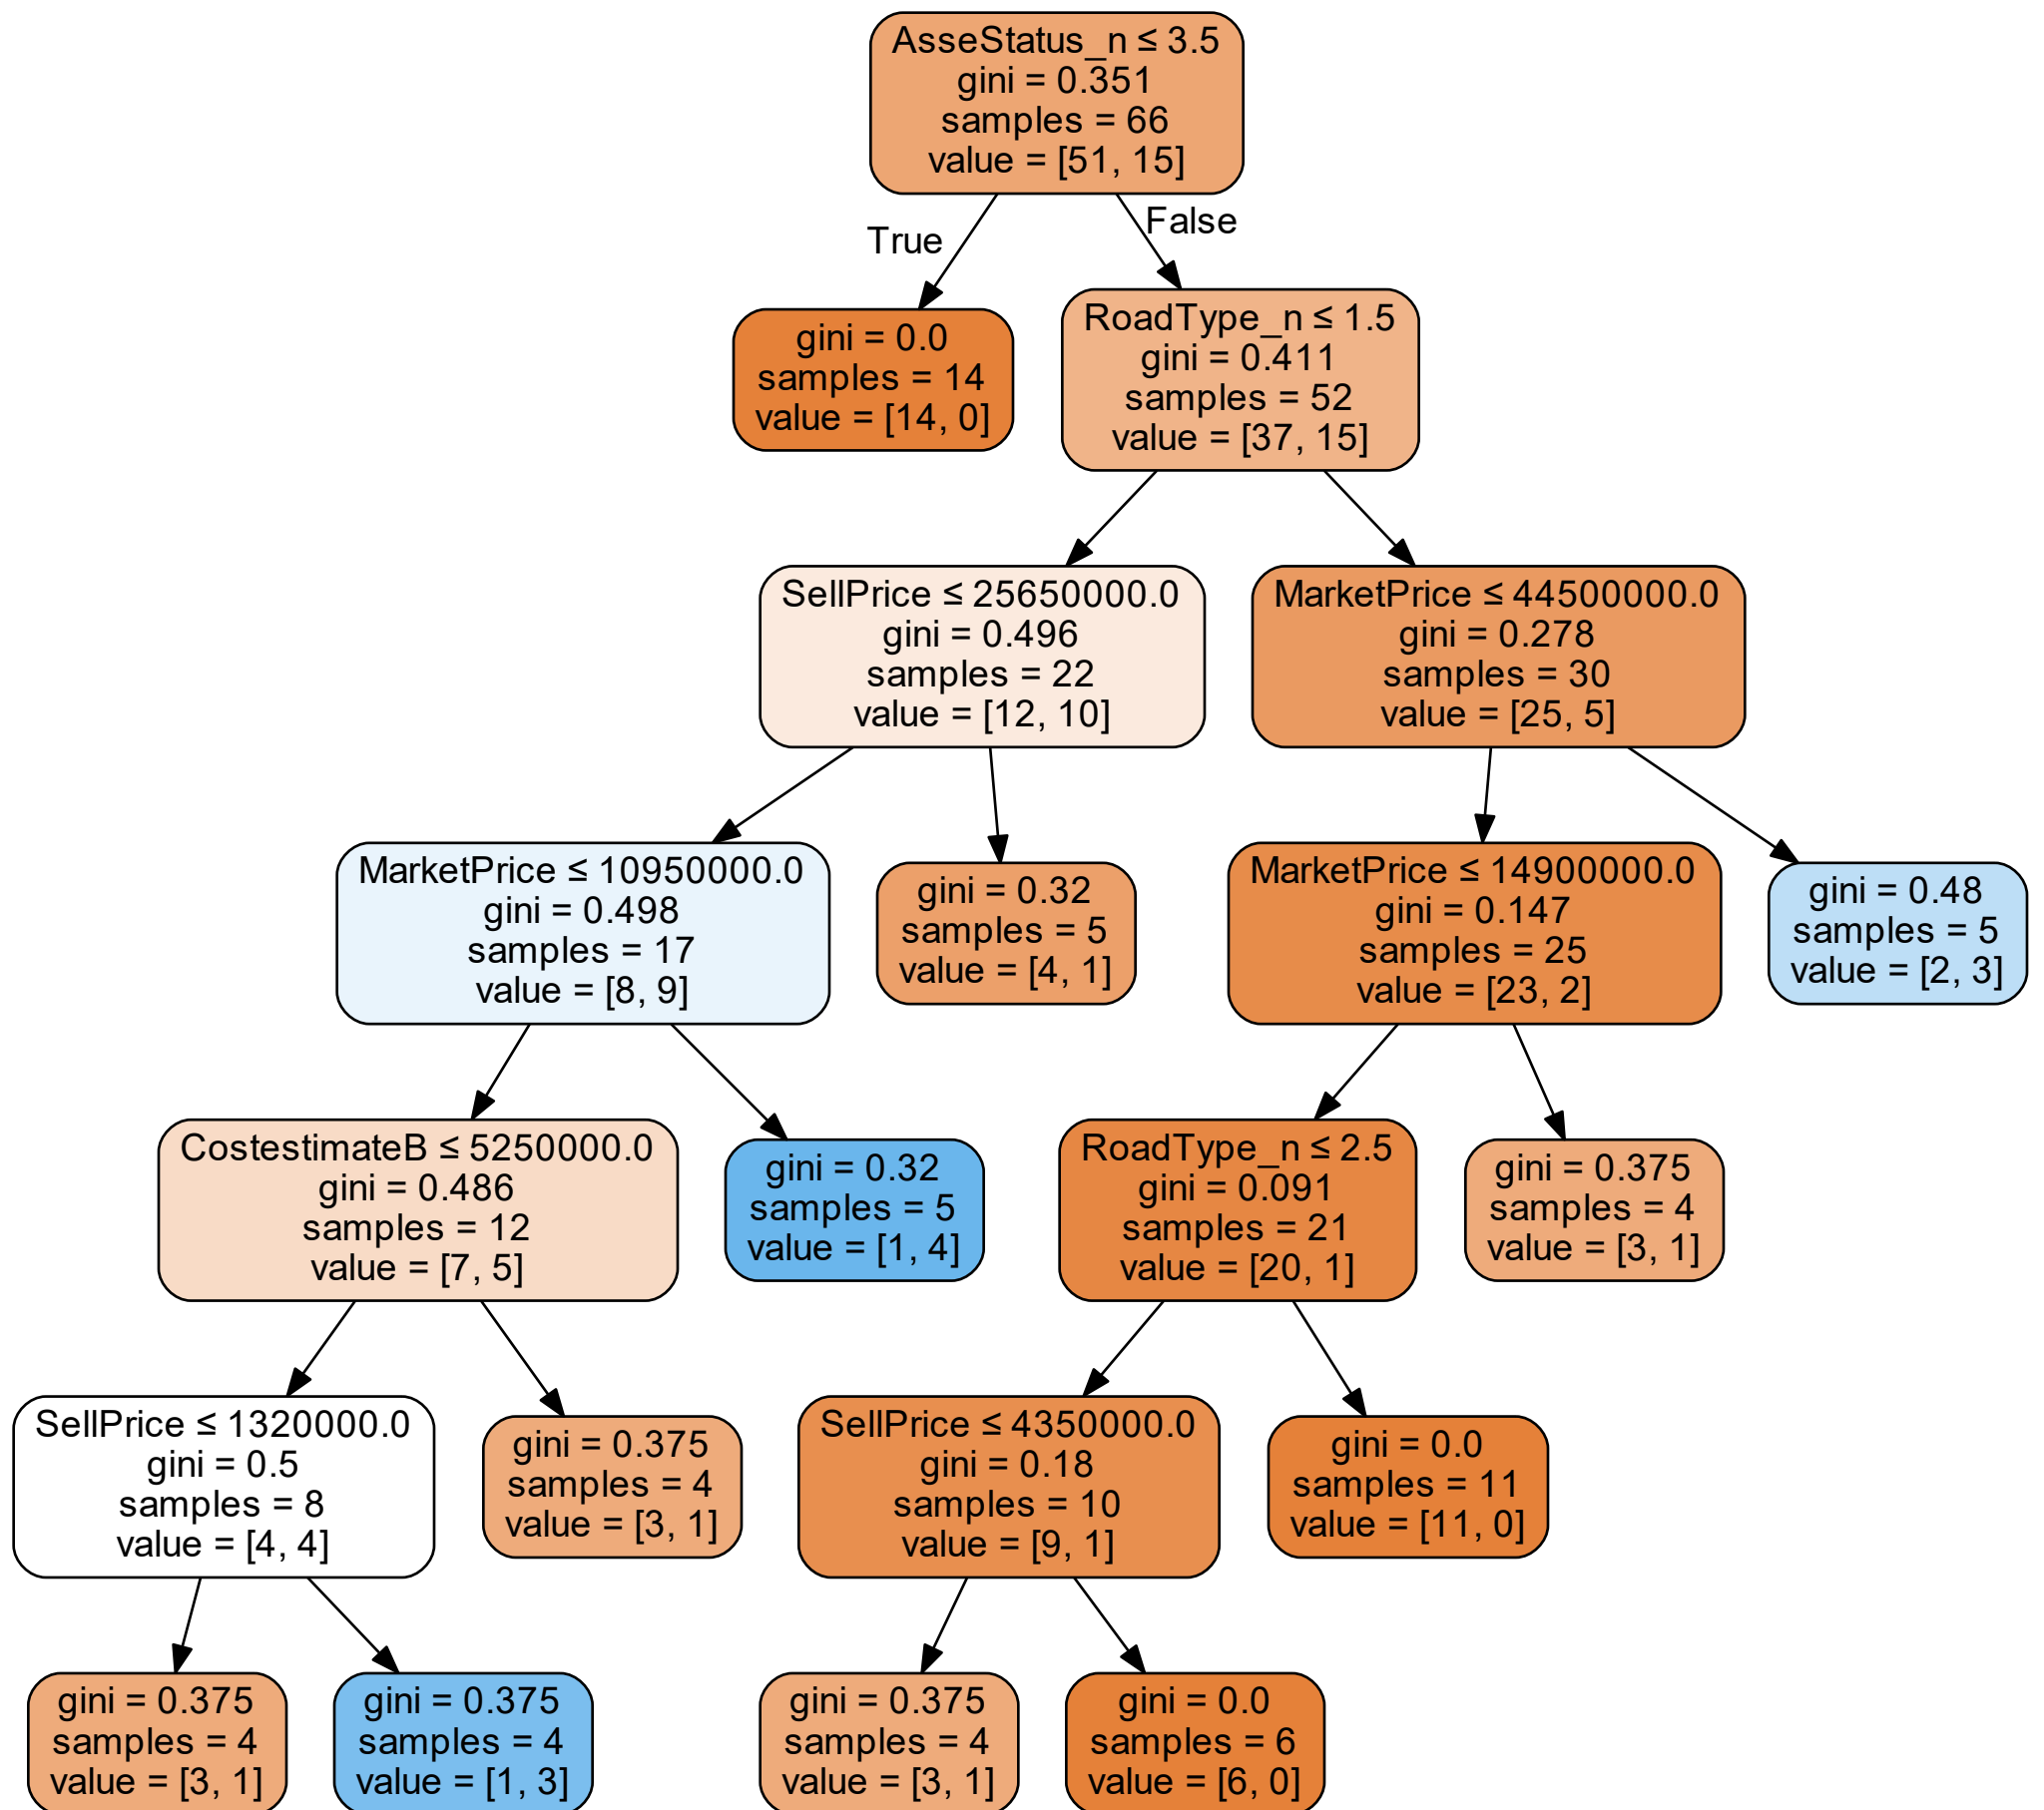 AsseStatus_n ≤ 3.5
gini = 0.351
samples = 66
value = [51, 15]
True
False
gini = 0.0
samples = 14
value = [14, 0]
RoadType_n ≤ 1.5
gini = 0.411
samples = 52
value = [37, 15]
SellPrice ≤ 25650000.0
gini = 0.496
samples = 22
value = [12, 10]
MarketPrice ≤ 44500000.0
gini = 0.278
samples = 30
value = [25, 5]
MarketPrice ≤ 10950000.0
gini = 0.498
samples = 17
value = [8, 9]
gini = 0.32
samples = 5
value = [4, 1]
MarketPrice ≤ 14900000.0
gini = 0.147
samples = 25
value = [23, 2]
gini = 0.48
samples = 5
value = [2, 3]
CostestimateB ≤ 5250000.0
gini = 0.486
samples = 12
value = [7, 5]
gini = 0.32
samples = 5
value = [1, 4]
RoadType_n ≤ 2.5
gini = 0.091
samples = 21
value = [20, 1]
gini = 0.375
samples = 4
value = [3, 1]
SellPrice ≤ 1320000.0
gini = 0.5
samples = 8
value = [4, 4]
gini = 0.375
samples = 4
value = [3, 1]
SellPrice ≤ 4350000.0
gini = 0.18
samples = 10
value = [9, 1]
gini = 0.0
samples = 11
value = [11, 0]
gini = 0.375
samples = 4
value = [3, 1]
gini = 0.375
samples = 4
value = [1, 3]
gini = 0.375
samples = 4
value = [3, 1]
gini = 0.0
samples = 6
value = [6, 0]